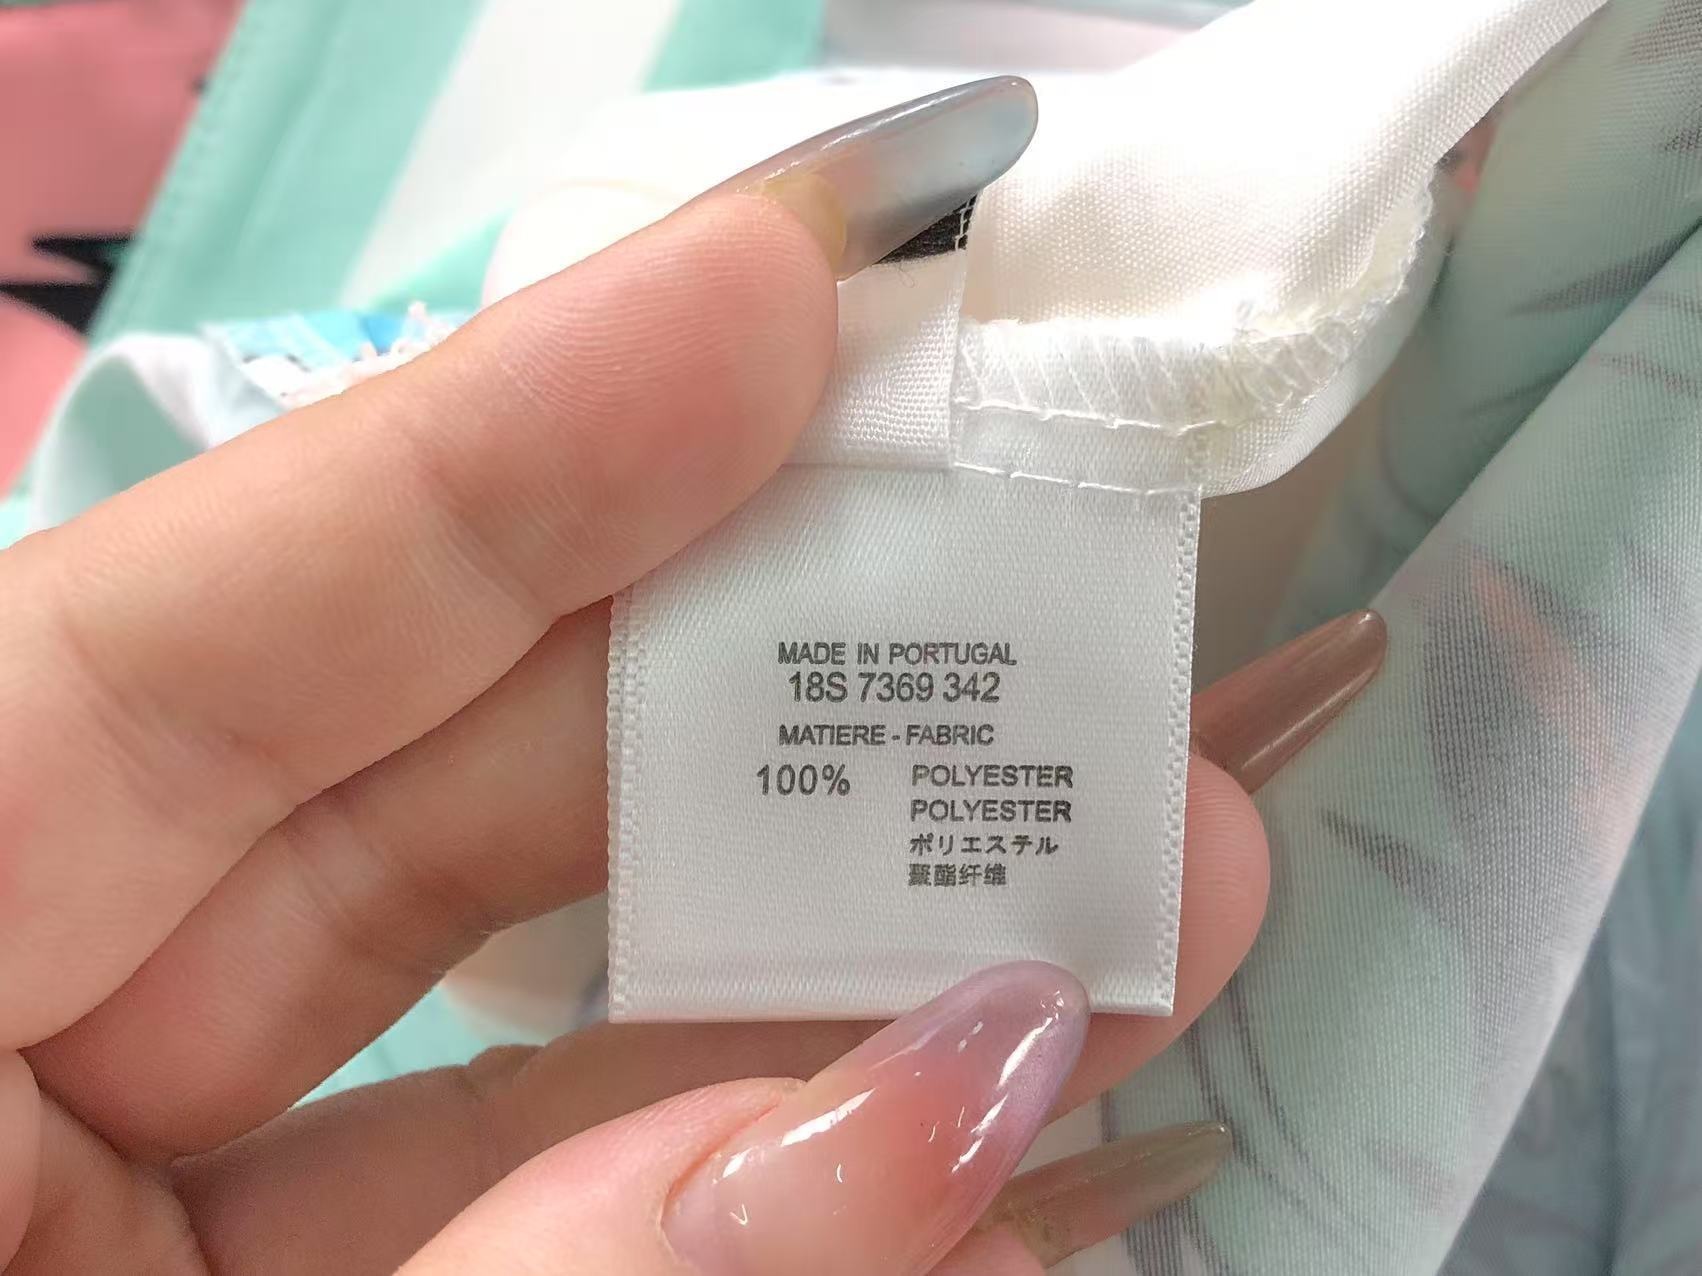 MADE IN PORTUGAL
18S 7369 342
MATIERE - FABRIC
100% POLYESTER
POLYESTER
ポリエステル
聚酯纤维